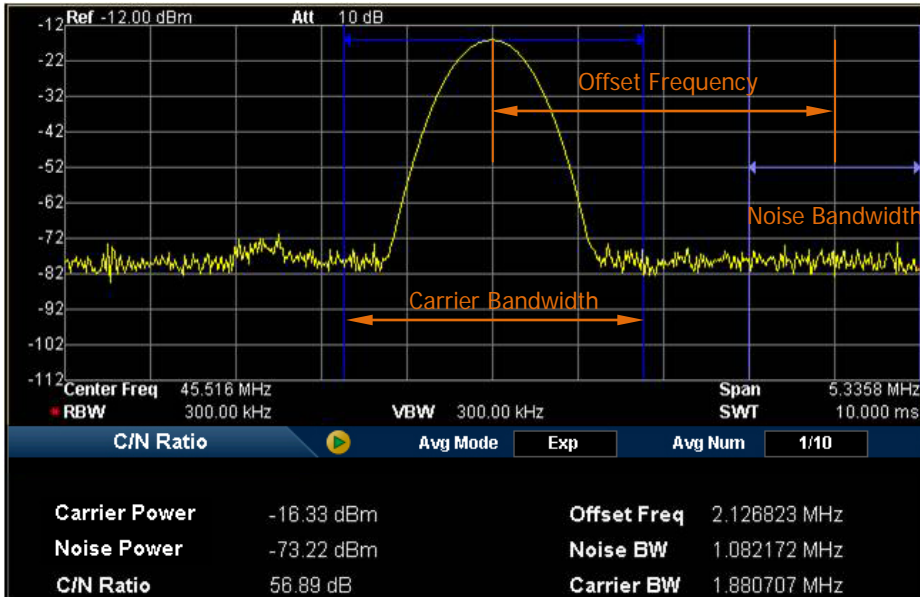 Ref -12.00 dBm Att 10 dB
-12
-22
Offset Frequency
-32
-42
-52
-62
Noise Bandwidth
-72
-82
-92
Carrier Bandwidth
-102
-112
Center Freq 45.516 MHz Span 5.3358 MHz
RBW 300.00 kHz VBW 300.00 kHz SWT 10.000 ms
C/N Ratio Avg Mode Exp Avg Num 1/10
Carrier Power -16.33 dBm Offset Freq 2.126823 MHz
Noise Power -73.22 dBm Noise BW 1.082172 MHz
C/N Ratio 56.89 dB Carrier BW 1.880707 MHz